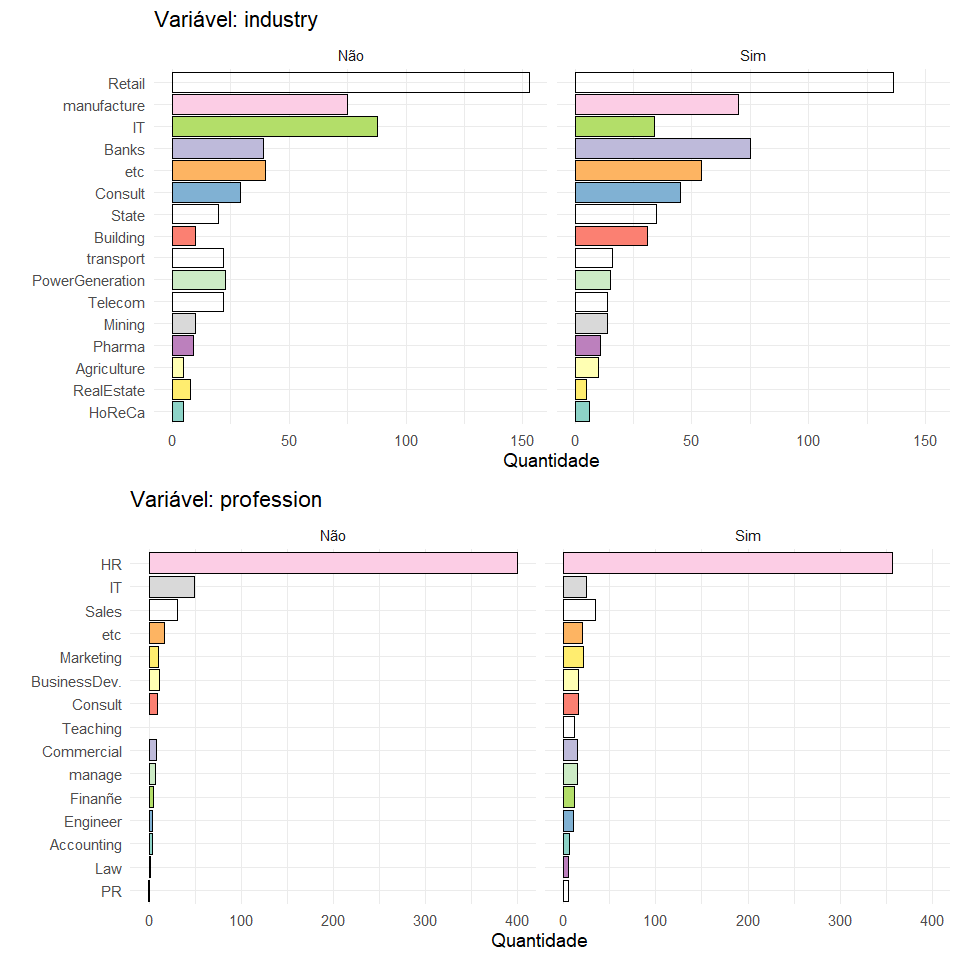 Variável: industry
Não Sim
Retail
manufacture
IT
Banks
etc
Consult
State
Building
transport
PowerGeneration
Telecom
Mining
Pharma
Agriculture
RealEstate
HoReCa
0 50 100 150 0 50 100 150
Quantidade
Variável: profession
Não Sim
HR
IT
Sales
etc
Marketing
BusinessDev.
Consult
Teaching
Commercial
manage
Finanñe
Engineer
Accounting
Law
PR
0 100 200 300 400 0 100 200 300 400
Quantidade